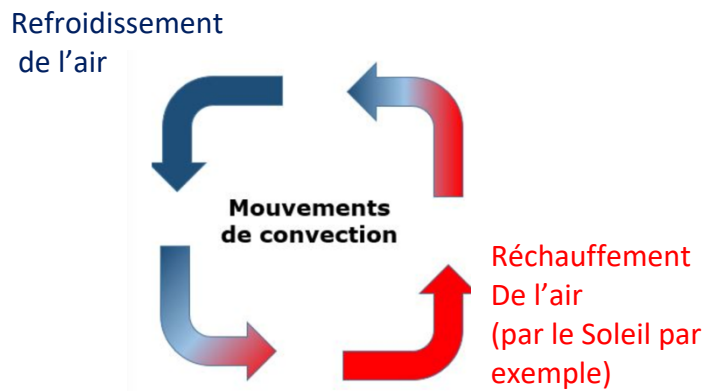 Refroidissement
de l’air
Mouvements
de convection
Réchauffement
De l’air
(par le Soleil par
exemple)